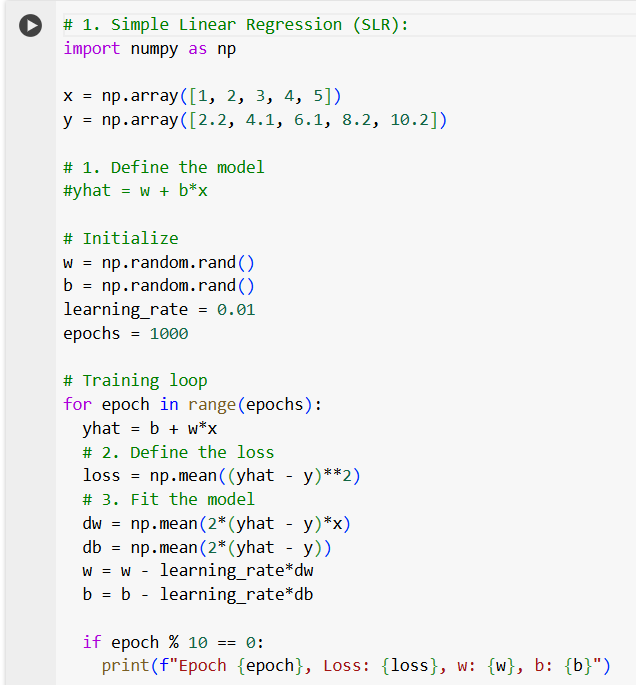 # 1. Simple Linear Regression (SLR):
import numpy as np

x = np.array([1, 2, 3, 4, 5])
y = np.array([2.2, 4.1, 6.1, 8.2, 10.2])

# 1. Define the model
#yhat = w + b*x

# Initialize
w = np.random.rand()
b = np.random.rand()
learning_rate = 0.01
epochs = 1000

# Training loop
for epoch in range(epochs):
  yhat = b + w*x
  # 2. Define the loss
  loss = np.mean((yhat - y)**2)
  # 3. Fit the model
  dw = np.mean(2*(yhat - y)*x)
  db = np.mean(2*(yhat - y))
  w = w - learning_rate*dw
  b = b - learning_rate*db

  if epoch % 10 == 0:
    print(f"Epoch {epoch}, Loss: {loss}, w: {w}, b: {b}")